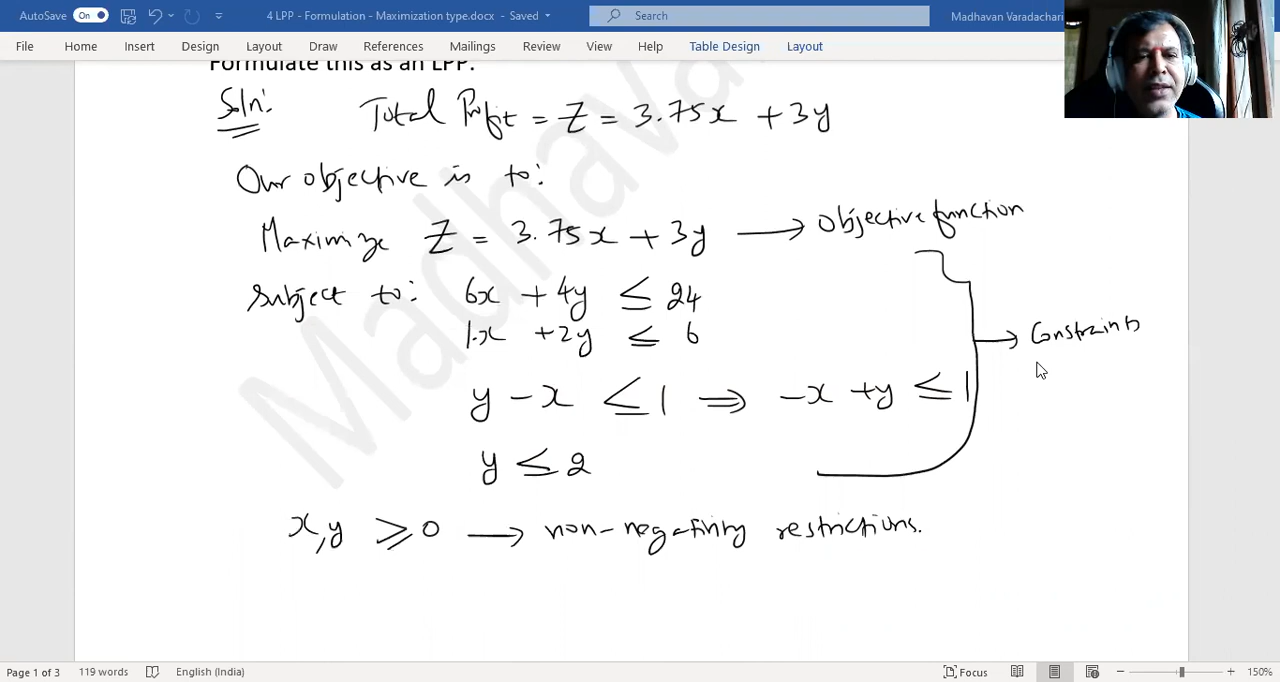 AutoSave On 4 LPP - Formulation - Maximization type.docx - Saved Search Madhavan Varadachari
File Home Insert Design Layout Draw References Mailings Review View Help Table Design Layout
Formulate this as an LPP.
Soln: Total Profit = Z = 3.75x + 3y
Our objective is to:
Maximize Z = 3.75x + 3y → Objective function
Subject to: 6x + 4y ≤ 24
1.x + 2y ≤ 6
Constraints
y - x ≤ 1 ⇒ -x + y ≤ 1
y ≤ 2
x, y ≥ 0 → non-negativity restrictions.
Madhavan
Page 1 of 3 119 words English (India) Focus 150%